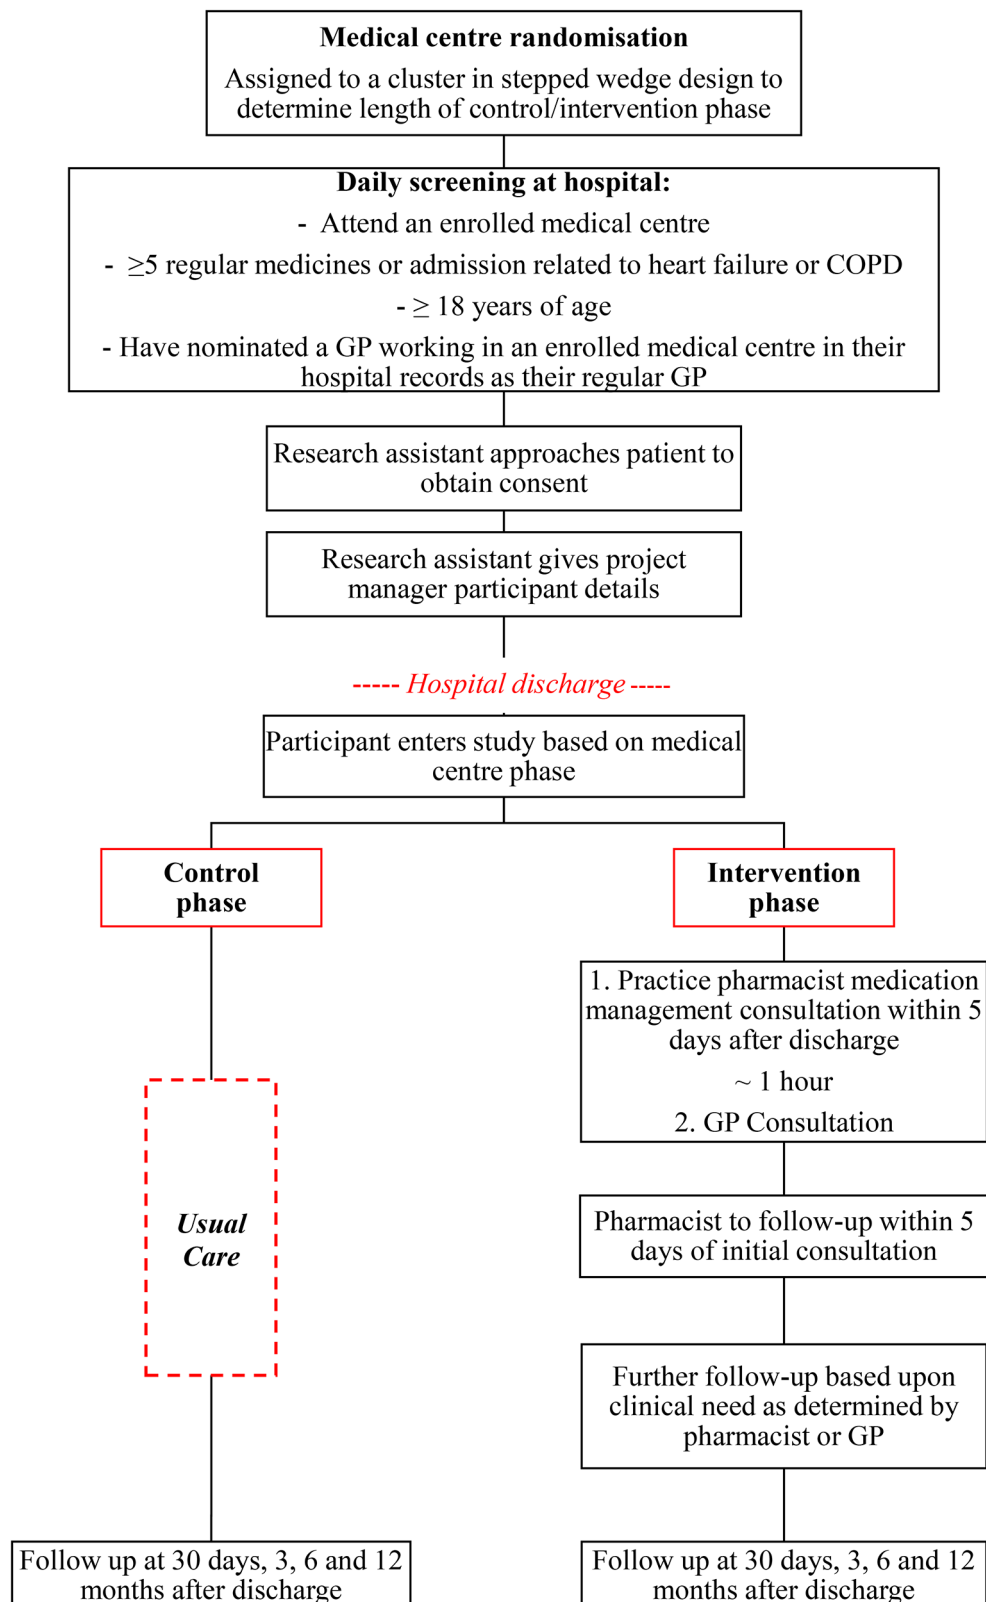 Medical centre randomisation
Assigned to a cluster in stepped wedge design to
determine length of control/intervention phase
Daily screening at hospital:
- Attend an enrolled medical centre
- ≥5 regular medicines or admission related to heart failure or COPD
- ≥ 18 years of age
- Have nominated a GP working in an enrolled medical centre in their
hospital records as their regular GP
Research assistant approaches patient to
obtain consent
Research assistant gives project
manager participant details
----- Hospital discharge -----
Participant enters study based on medical
centre phase
Control
phase
Usual
Care
Follow up at 30 days, 3, 6 and 12
months after discharge
Intervention
phase
1. Practice pharmacist medication
management consultation within 5
days after discharge
~ 1 hour
2. GP Consultation
Pharmacist to follow-up within 5
days of initial consultation
Further follow-up based upon
clinical need as determined by
pharmacist or GP
Follow up at 30 days, 3, 6 and 12
months after discharge